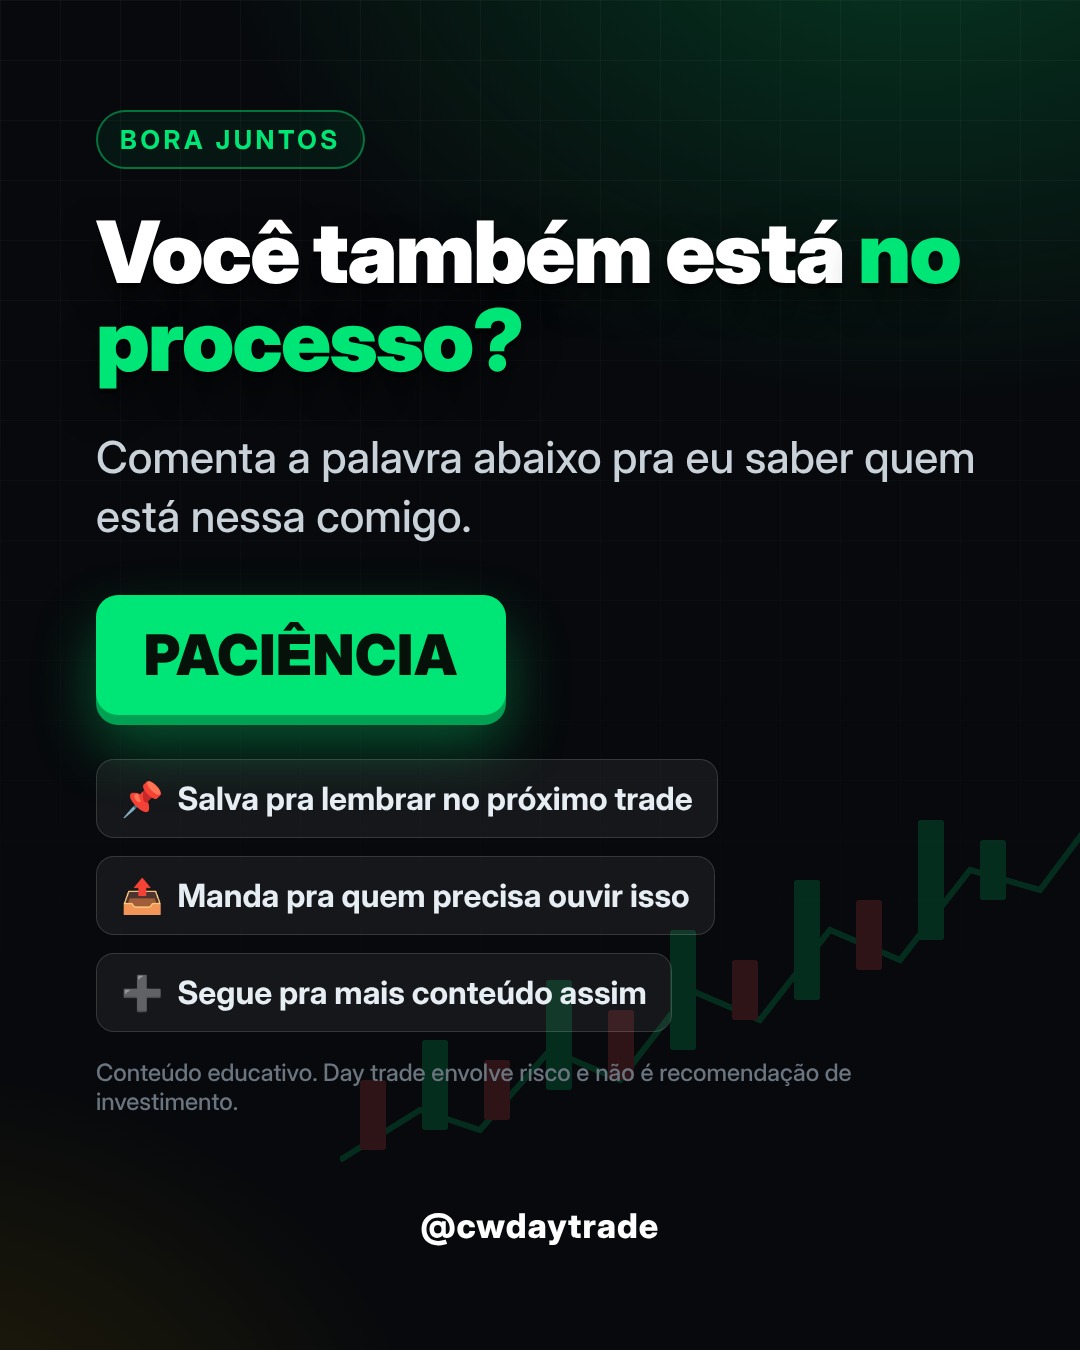 BORA JUNTOS
Você também está no
processo?
Comenta a palavra abaixo pra eu saber quem
está nessa comigo.
PACIÊNCIA
📌 Salva pra lembrar no próximo trade
📤 Manda pra quem precisa ouvir isso
➕ Segue pra mais conteúdo assim
Conteúdo educativo. Day trade envolve risco e não é recomendação de
investimento.
@cwdaytrade